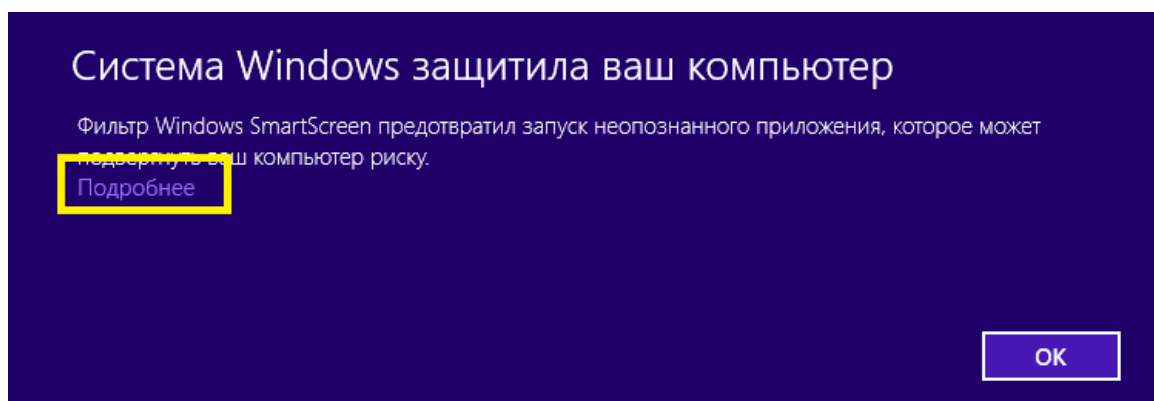 Система Windows защитила ваш компьютер
Фильтр Windows SmartScreen предотвратил запуск неопознанного приложения, которое может
подвергнуть ваш компьютер риску.
Подробнее
ОК